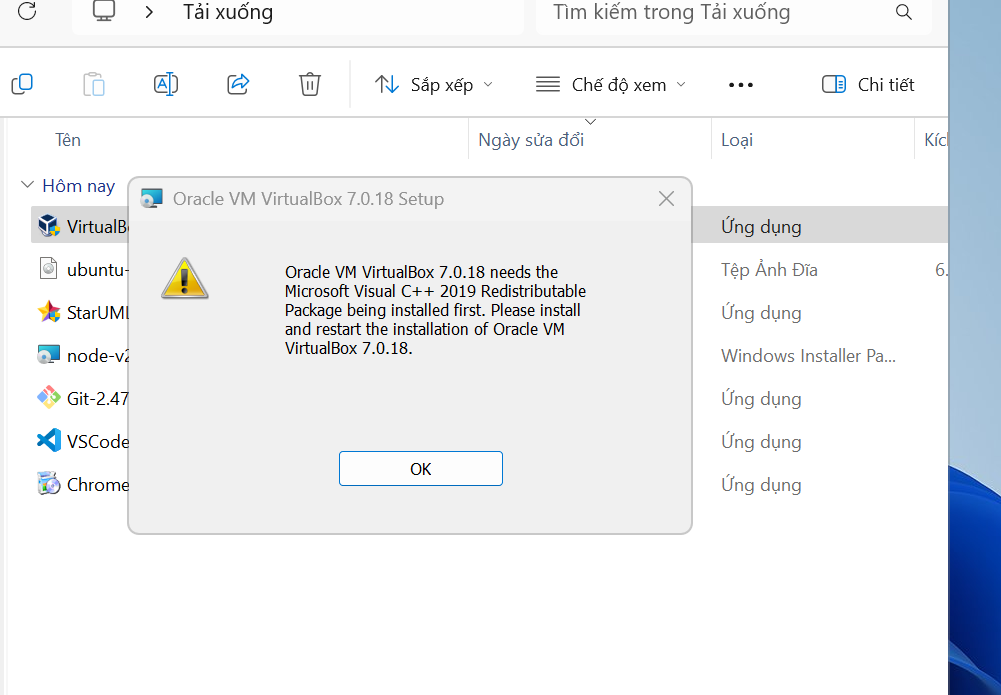 Tải xuống
Tìm kiếm trong Tải xuống
Sắp xếp
Chế độ xem
Chi tiết
Tên
Ngày sửa đổi
Loại
Hôm nay
Oracle VM VirtualBox 7.0.18 Setup
Ứng dụng
ubuntu-
Tệp Ảnh Đĩa
6.
StarUML
Ứng dụng
node-v2
Windows Installer Pa...
Git-2.47
Ứng dụng
VSCode
Ứng dụng
Chrome
Ứng dụng
Oracle VM VirtualBox 7.0.18 needs the
Microsoft Visual C++ 2019 Redistributable
Package being installed first. Please install
and restart the installation of Oracle VM
VirtualBox 7.0.18.
OK